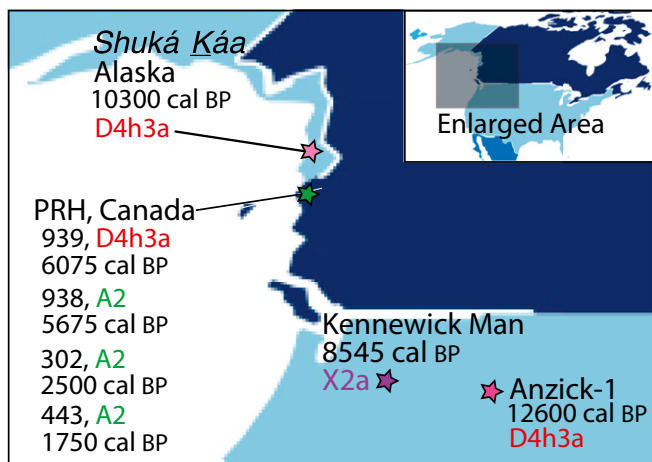 Shuká Ḵáa
Alaska
10300 cal BP
D4h3a
Enlarged Area
PRH, Canada
939, D4h3a
6075 cal BP
938, A2
5675 cal BP
302, A2
2500 cal BP
443, A2
1750 cal BP
Kennewick Man
8545 cal BP
X2a
Anzick-1
12600 cal BP
D4h3a